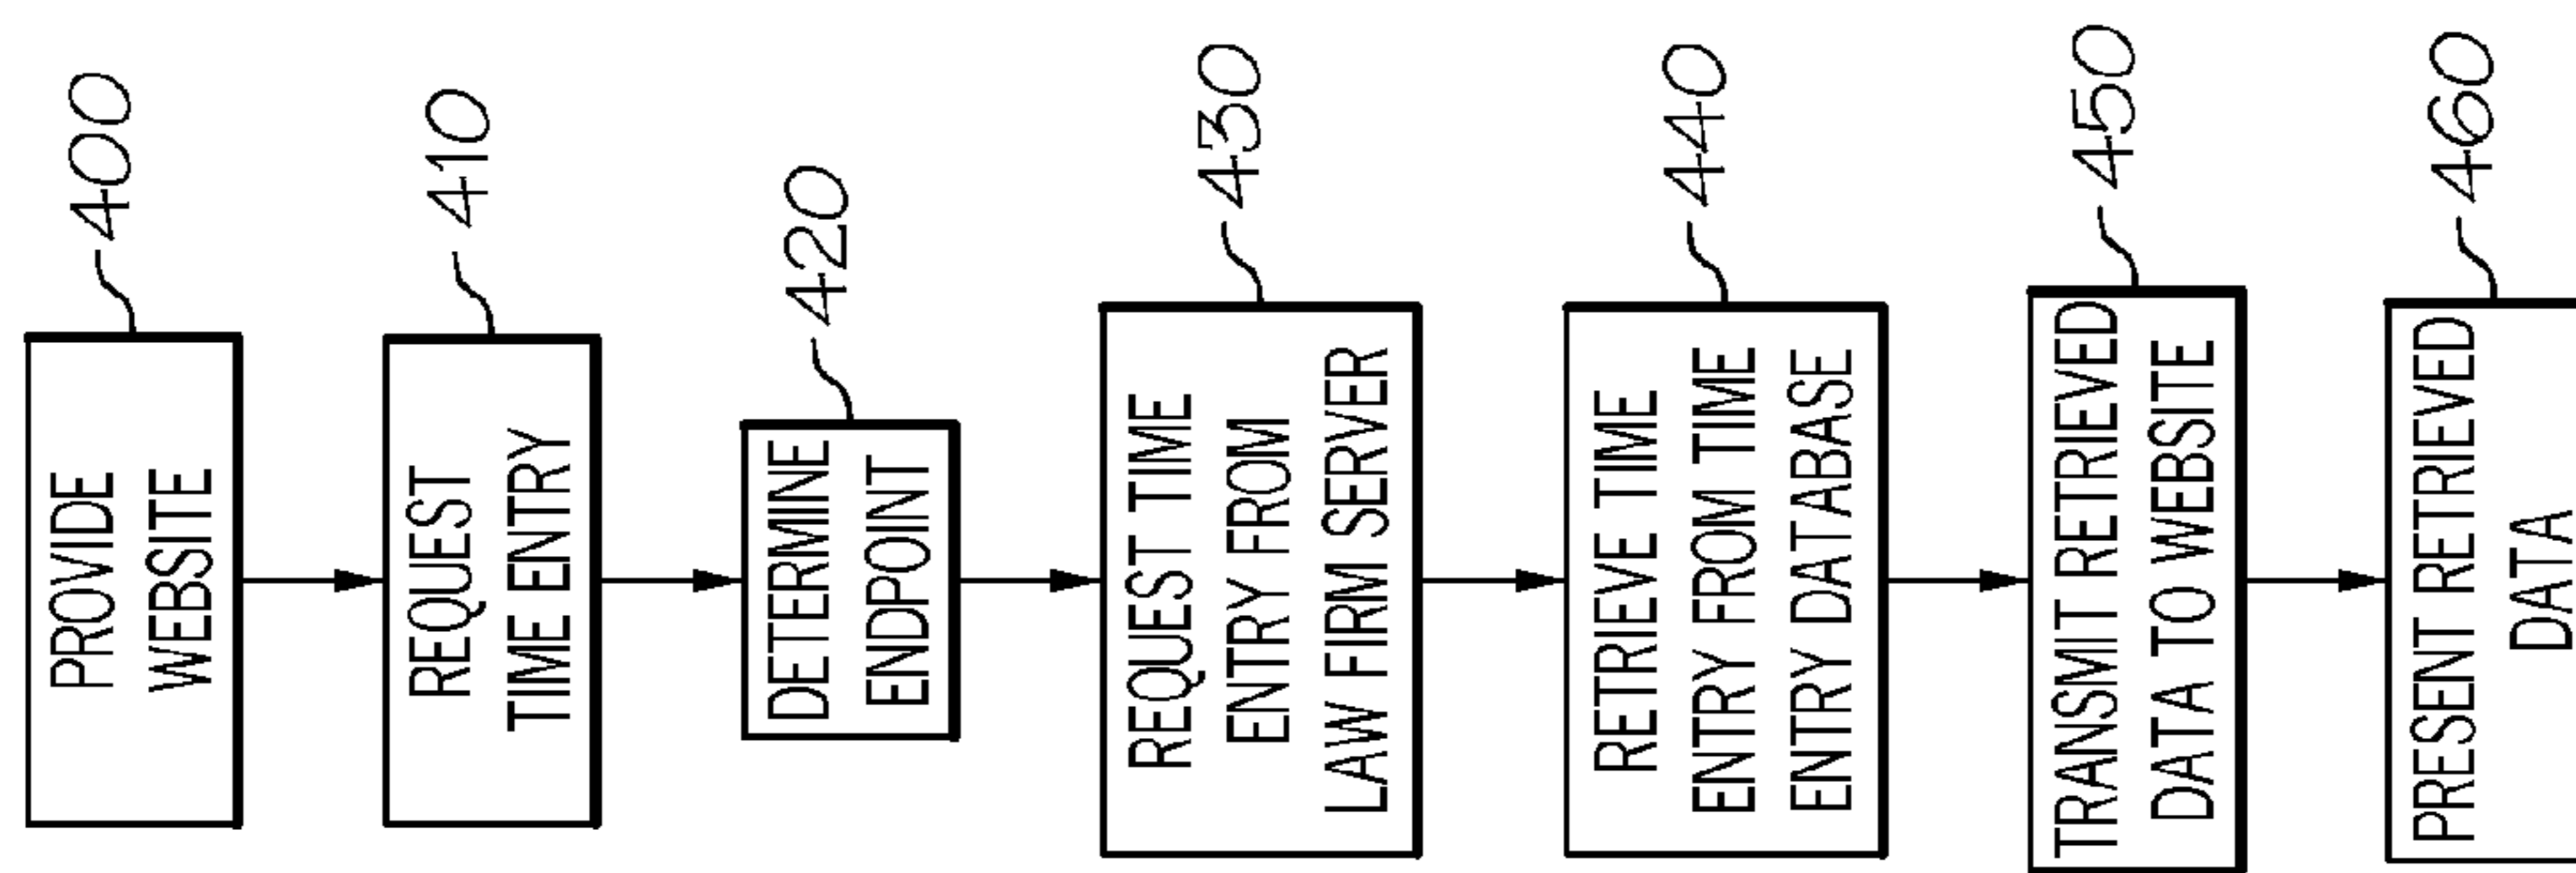 400
PROVIDE
WEBSITE
410
REQUEST
TIME ENTRY
420
DETERMINE
ENDPOINT
430
REQUEST TIME
ENTRY FROM
LAW FIRM SERVER
440
RETRIEVE TIME
ENTRY FROM TIME
ENTRY DATABASE
450
TRANSMIT RETRIEVED
DATA TO WEBSITE
460
PRESENT RETRIEVED
DATA